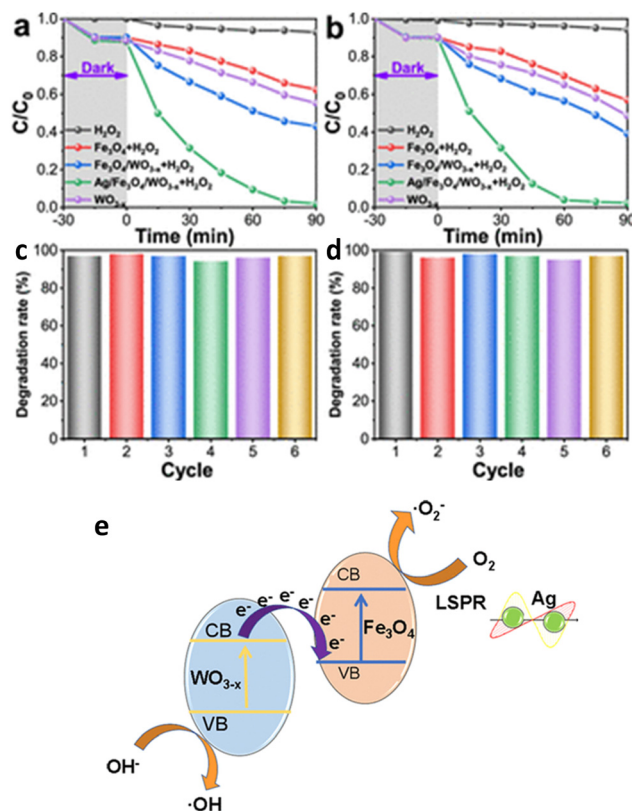 a
C/C₀
1.0
0.8
0.6
0.4
0.2
0.0
Dark
H₂O₂
Fe₃O₄+H₂O₂
Fe₃O₄/WO₃₋ₓ+H₂O₂
Ag/Fe₃O₄/WO₃₋ₓ+H₂O₂
WO₃₋ₓ
-30 0 30 60 90
Time (min)
b
C/C₀
1.0
0.8
0.6
0.4
0.2
0.0
Dark
H₂O₂
Fe₃O₄+H₂O₂
Fe₃O₄/WO₃₋ₓ+H₂O₂
Ag/Fe₃O₄/WO₃₋ₓ+H₂O₂
WO₃₋ₓ
-30 0 30 60 90
Time (min)
c
Degradation rate (%)
100
80
60
40
20
0
1 2 3 4 5 6
Cycle
d
Degradation rate (%)
100
80
60
40
20
0
1 2 3 4 5 6
Cycle
e
·O₂⁻
O₂
CB
LSPR Ag
e⁻ e⁻ e⁻ e⁻ e⁻ e⁻ e⁻
Fe₃O₄
CB
VB
WO₃₋ₓ
VB
OH⁻
·OH